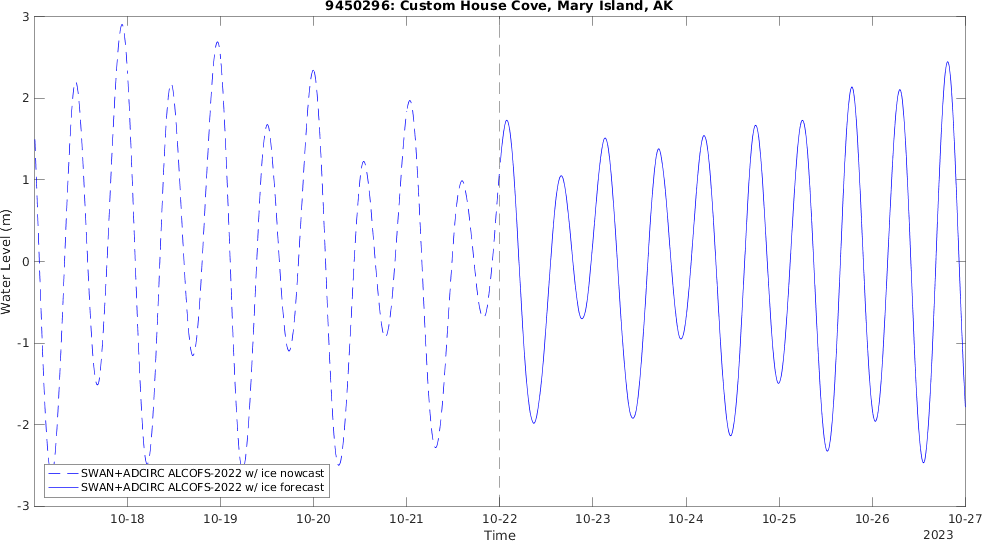 9450296: Custom House Cove, Mary Island, AK
3
2
1
0
-1
-2
-3
Water Level (m)
SWAN+ADCIRC ALCOFS-2022 w/ ice nowcast
SWAN+ADCIRC ALCOFS-2022 w/ ice forecast
10-18 10-19 10-20 10-21 10-22 10-23 10-24 10-25 10-26 10-27
Time
2023